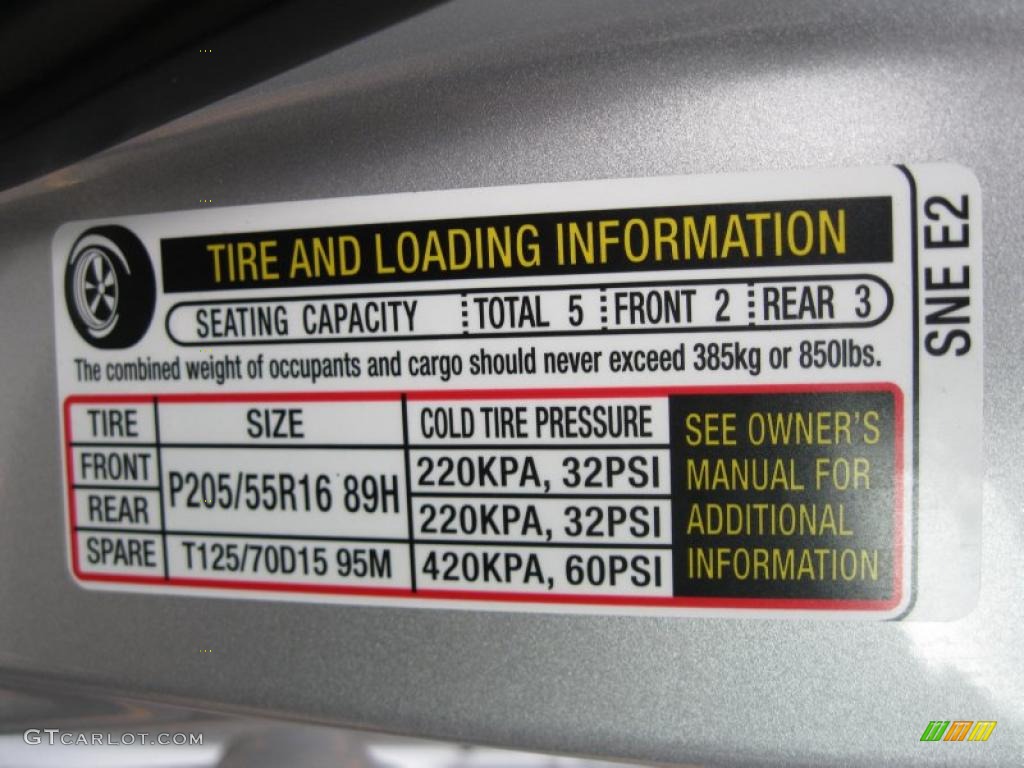 TIRE AND LOADING INFORMATION
SEATING CAPACITY TOTAL 5 FRONT 2 REAR 3
The combined weight of occupants and cargo should never exceed 385kg or 850lbs.
TIRE SIZE COLD TIRE PRESSURE
FRONT P205/55R16 89H 220KPA, 32PSI
REAR 220KPA, 32PSI
SPARE T125/70D15 95M 420KPA, 60PSI
SEE OWNER'S
MANUAL FOR
ADDITIONAL
INFORMATION
SNE E2
GTCARLOT.COM